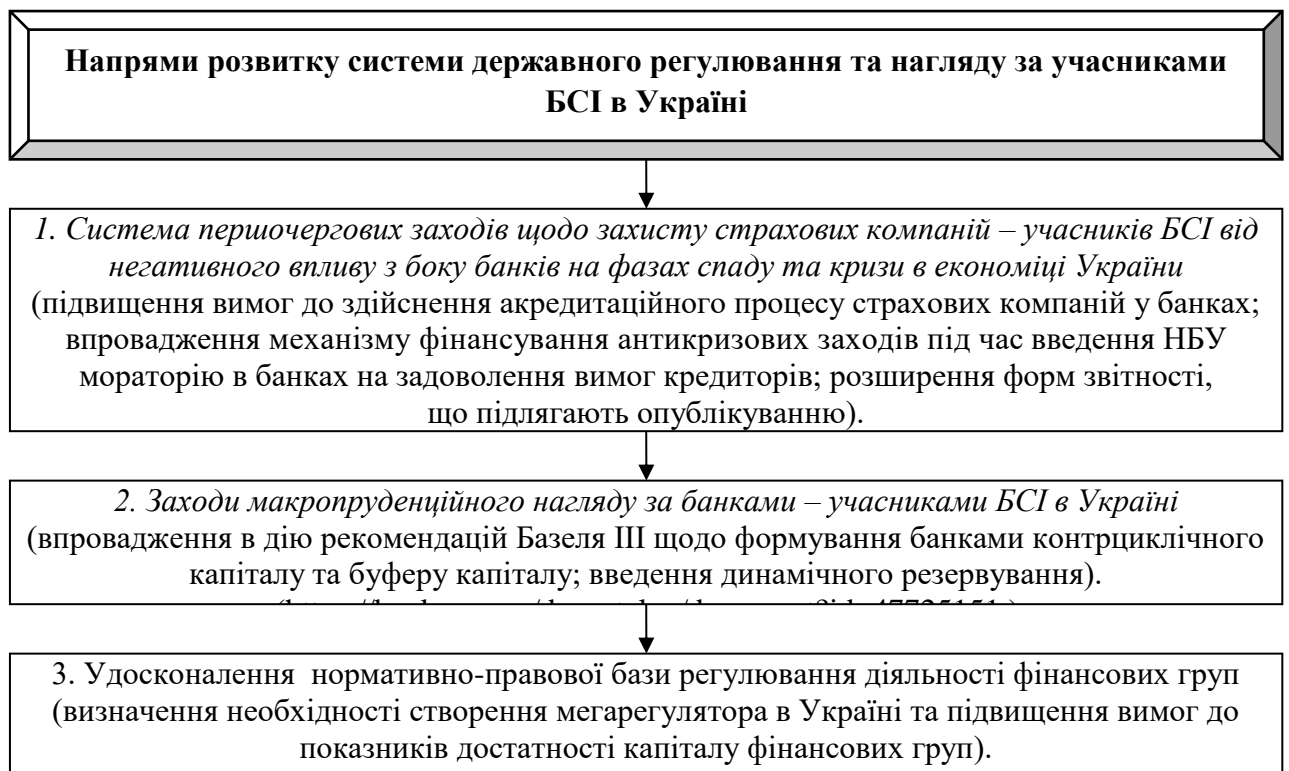 Напрями розвитку системи державного регулювання та нагляду за учасниками
БСІ в Україні
1. Система першочергових заходів щодо захисту страхових компаній – учасників БСІ від
негативного впливу з боку банків на фазах спаду та кризи в економіці України
(підвищення вимог до здійснення акредитаційного процесу страхових компаній у банках;
впровадження механізму фінансування антикризових заходів під час введення НБУ
мораторію в банках на задоволення вимог кредиторів; розширення форм звітності,
що підлягають опублікуванню).
2. Заходи макропруденційного нагляду за банками – учасниками БСІ в Україні
(впровадження в дію рекомендацій Базеля ІІІ щодо формування банками контрциклічного
капіталу та буферу капіталу; введення динамічного резервування).
3. Удосконалення нормативно-правової бази регулювання діяльності фінансових груп
(визначення необхідності створення мегарегулятора в Україні та підвищення вимог до
показників достатності капіталу фінансових груп).